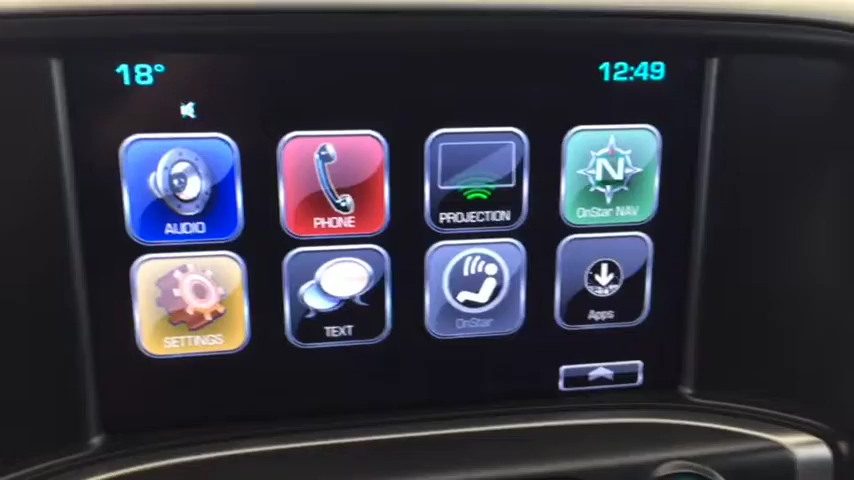 18° 12:49
AUDIO PHONE PROJECTION OnStar NAV
SETTINGS TEXT OnStar Apps